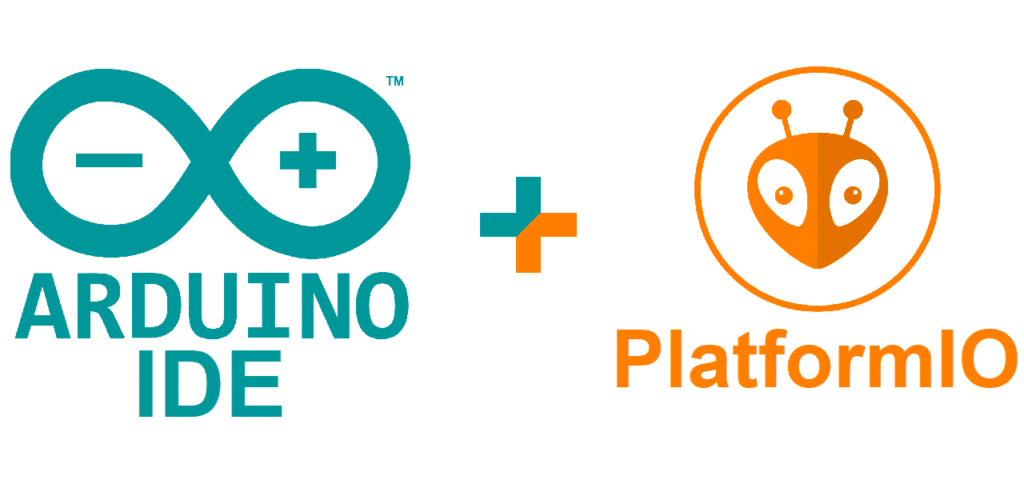 TM
ARDUINO
IDE
PlatformIO